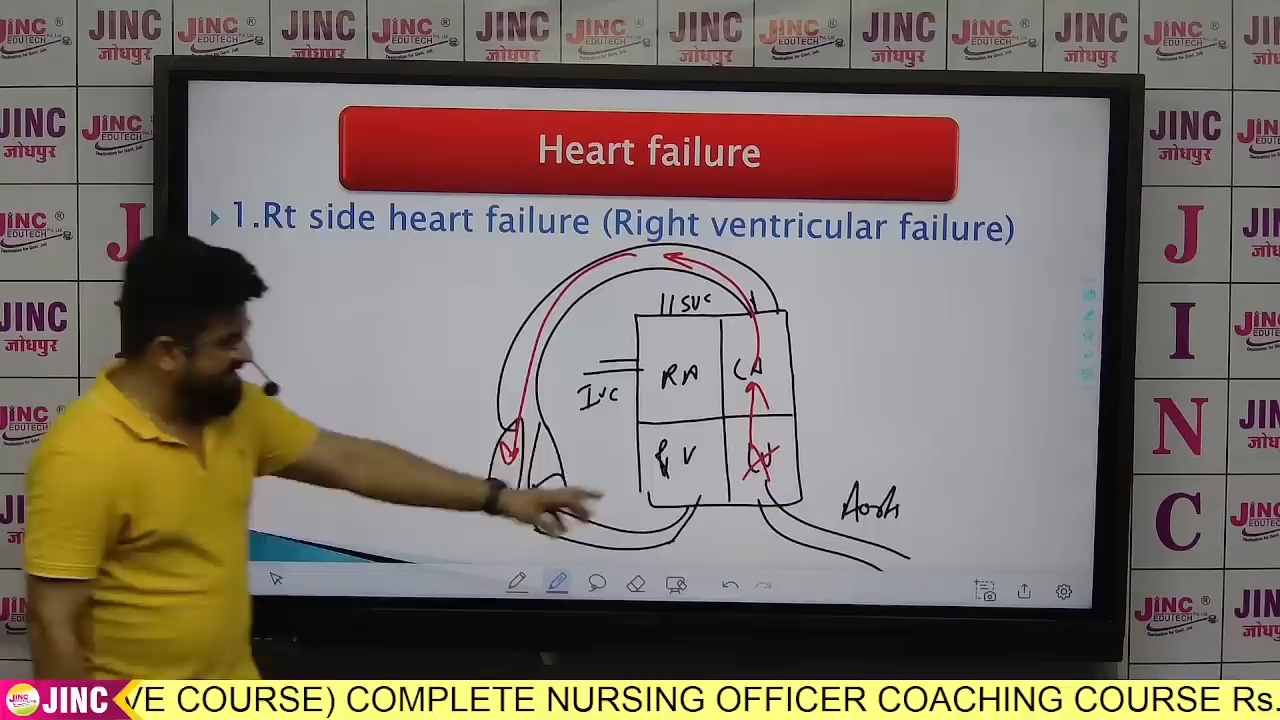 JINC EDUTECH
JINC
जोधपुर
Heart failure
1.Rt side heart failure (Right ventricular failure)
SVC
IVC
RA
LA
RV
LV
J
I
N
C
JINC
VE COURSE) COMPLETE NURSING OFFICER COACHING COURSE Rs.